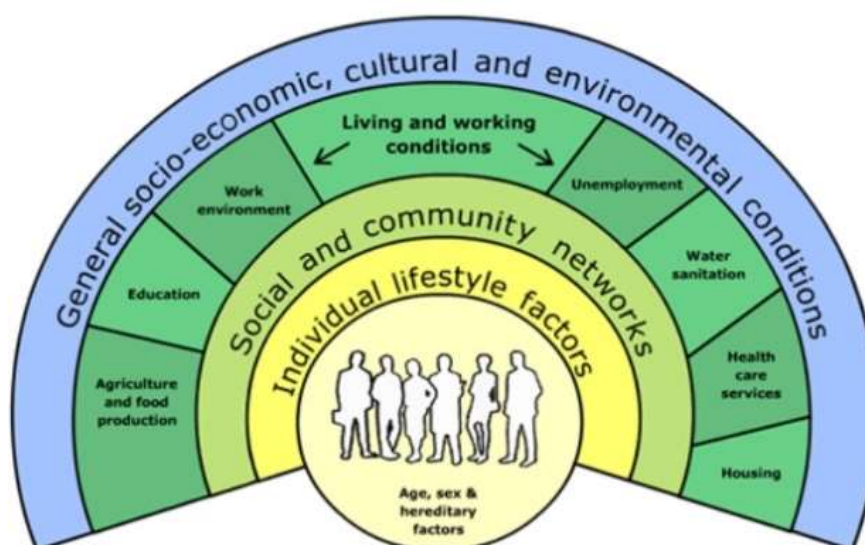 General socio-economic, cultural and environmental conditions
Living and working
conditions
Work
environment
Unemployment
Education
Water
sanitation
Agriculture
and food
production
Health
care
services
Housing
Social and community networks
Individual lifestyle factors
Age, sex &
hereditary
factors